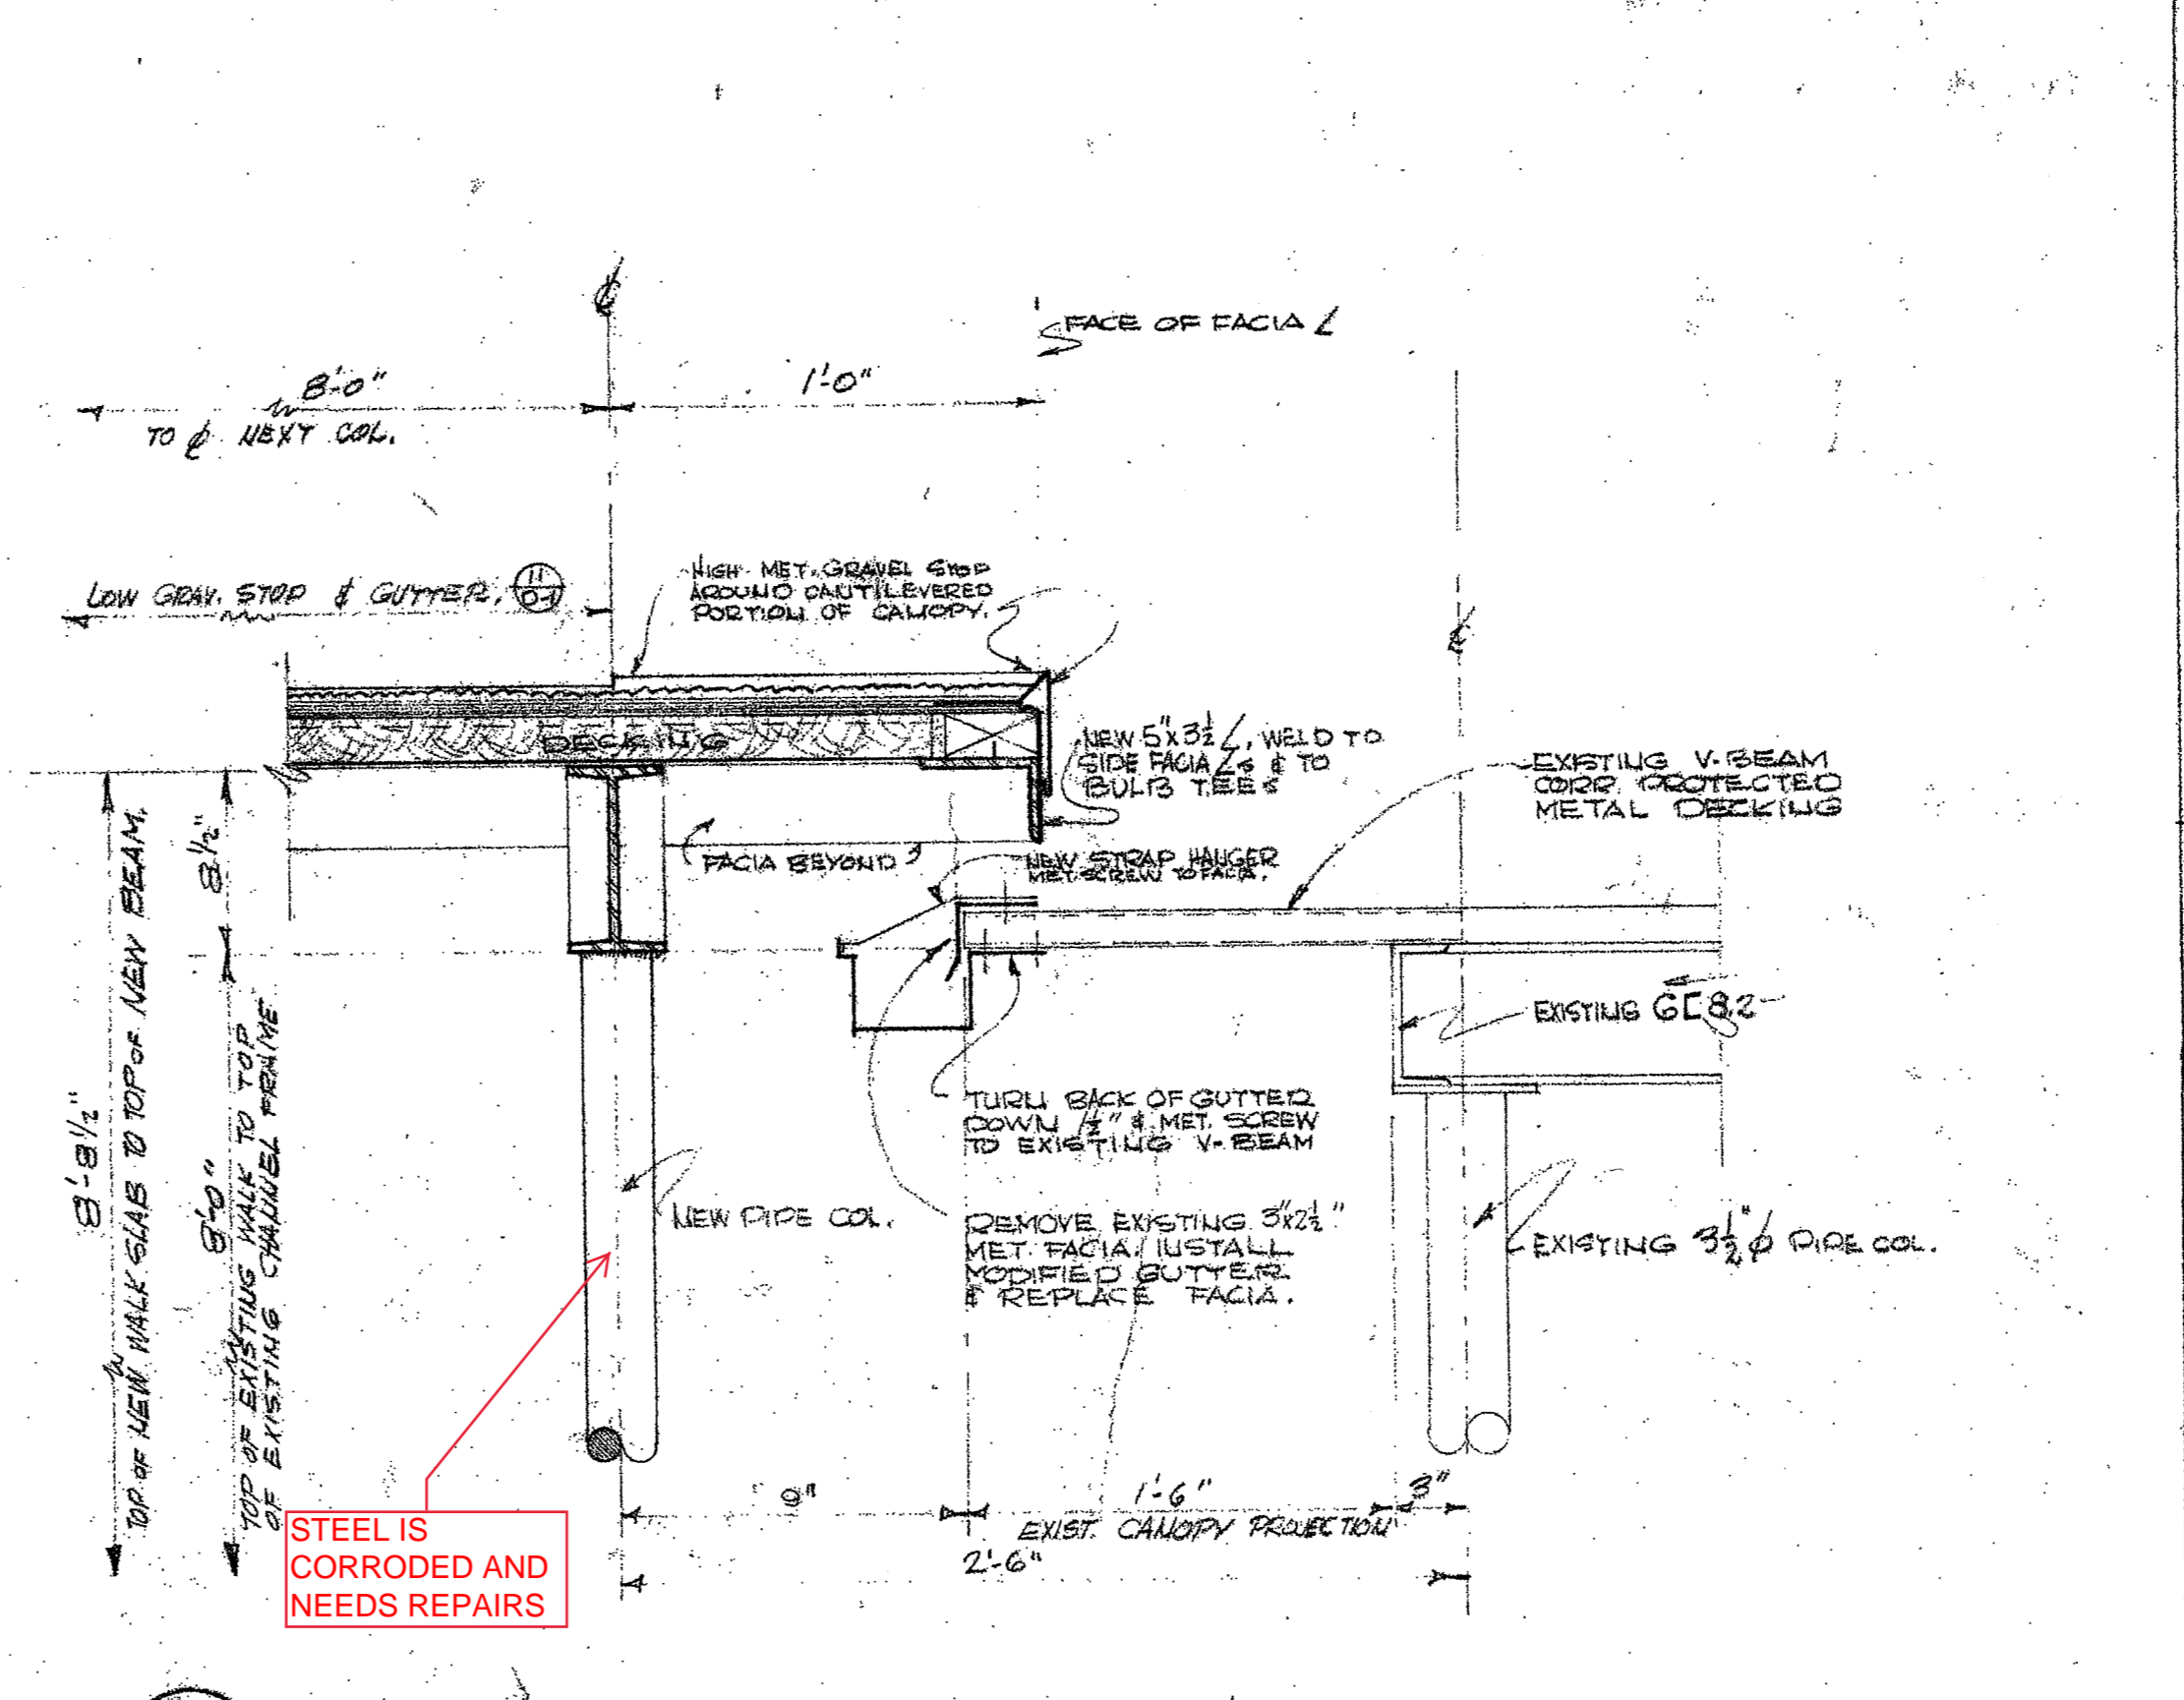 FACE OF FACIA L
8'-0"
1'-0"
TO ℄ NEXT COL.
℄
LOW GRAV. STOP & GUTTER,
11
HIGH MET. GRAVEL STOP
AROUND CANTILEVERED
PORTION OF CANOPY.
℄
DECKING
NEW 5"x3½ L, WELD TO
SIDE FACIA Ls & TO
BULB TEES
EXISTING V-BEAM
CORR. PROTECTED
METAL DECKING
FACIA BEYOND
NEW STRAP HANGER
MET. SCREW TO FACIA.
8½"
8'-8½"
TOP OF NEW WALK SLAB TO TOP OF NEW BEAM.
8'-0"
TOP OF EXISTING WALK TO TOP
OF EXISTING CHANNEL FRAME
EXISTING 6[8.2
TURN BACK OF GUTTER
DOWN 1½" & MET. SCREW
TO EXISTING V-BEAM
NEW PIPE COL.
REMOVE EXISTING 3"x2½"
MET. FACIA. INSTALL
MODIFIED GUTTER
& REPLACE FACIA.
EXISTING 3½"ø PIPE COL.
9"
1'-6"
3"
EXIST. CANOPY PROJECTION
2'-6"
STEEL IS
CORRODED AND
NEEDS REPAIRS